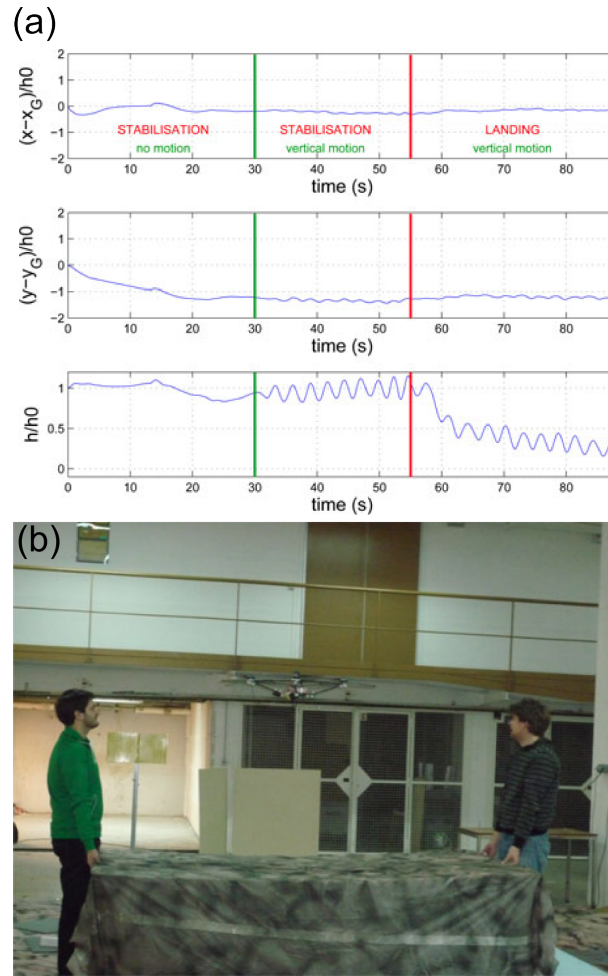 (a)
(x−x_G)/h0
2
1
0
−1
−2
STABILISATION STABILISATION LANDING
no motion vertical motion vertical motion
0 10 20 30 40 50 60 70 80
time (s)
(y−y_G)/h0
2
1
0
−1
−2
0 10 20 30 40 50 60 70 80
time (s)
h/h0
1
0.5
0
0 10 20 30 40 50 60 70 80
time (s)
(b)